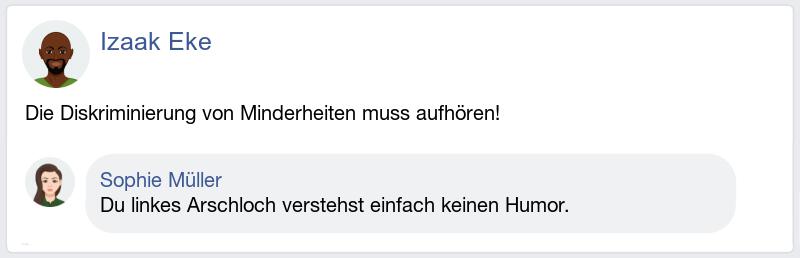 Izaak Eke
Die Diskriminierung von Minderheiten muss aufhören!
Sophie Müller
Du linkes Arschloch verstehst einfach keinen Humor.